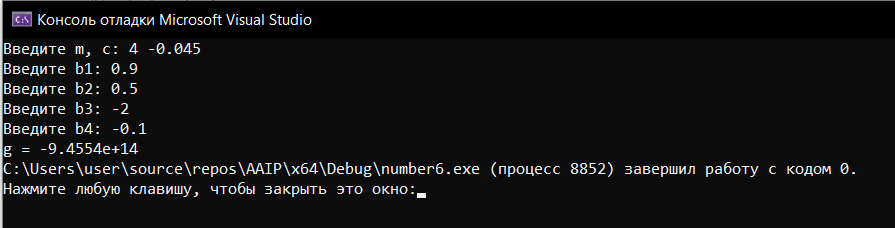 Консоль отладки Microsoft Visual Studio
Введите m, c: 4 -0.045
Введите b1: 0.9
Введите b2: 0.5
Введите b3: -2
Введите b4: -0.1
g = -9.4554e+14
C:\Users\user\source\repos\AAIP\x64\Debug\number6.exe (процесс 8852) завершил работу с кодом 0.
Нажмите любую клавишу, чтобы закрыть это окно: